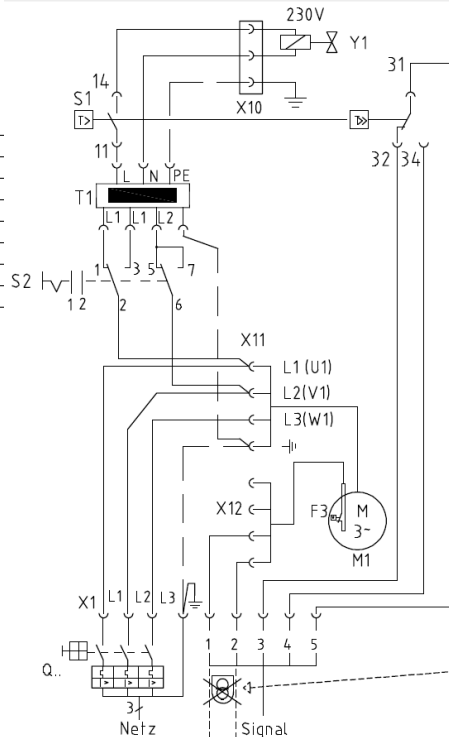 230V
Y1
14
31
S1
T>
X10
T>>
11
32 34
L N PE
T1
L1 L1 L2
S2
1 3 5 7
1 2
2 6
X11
L1(U1)
L2(V1)
L3(W1)
X12
F3
M
3~
M1
X1 L1 L2 L3
1 2 3 4 5
Q..
3
1
Netz
Signal